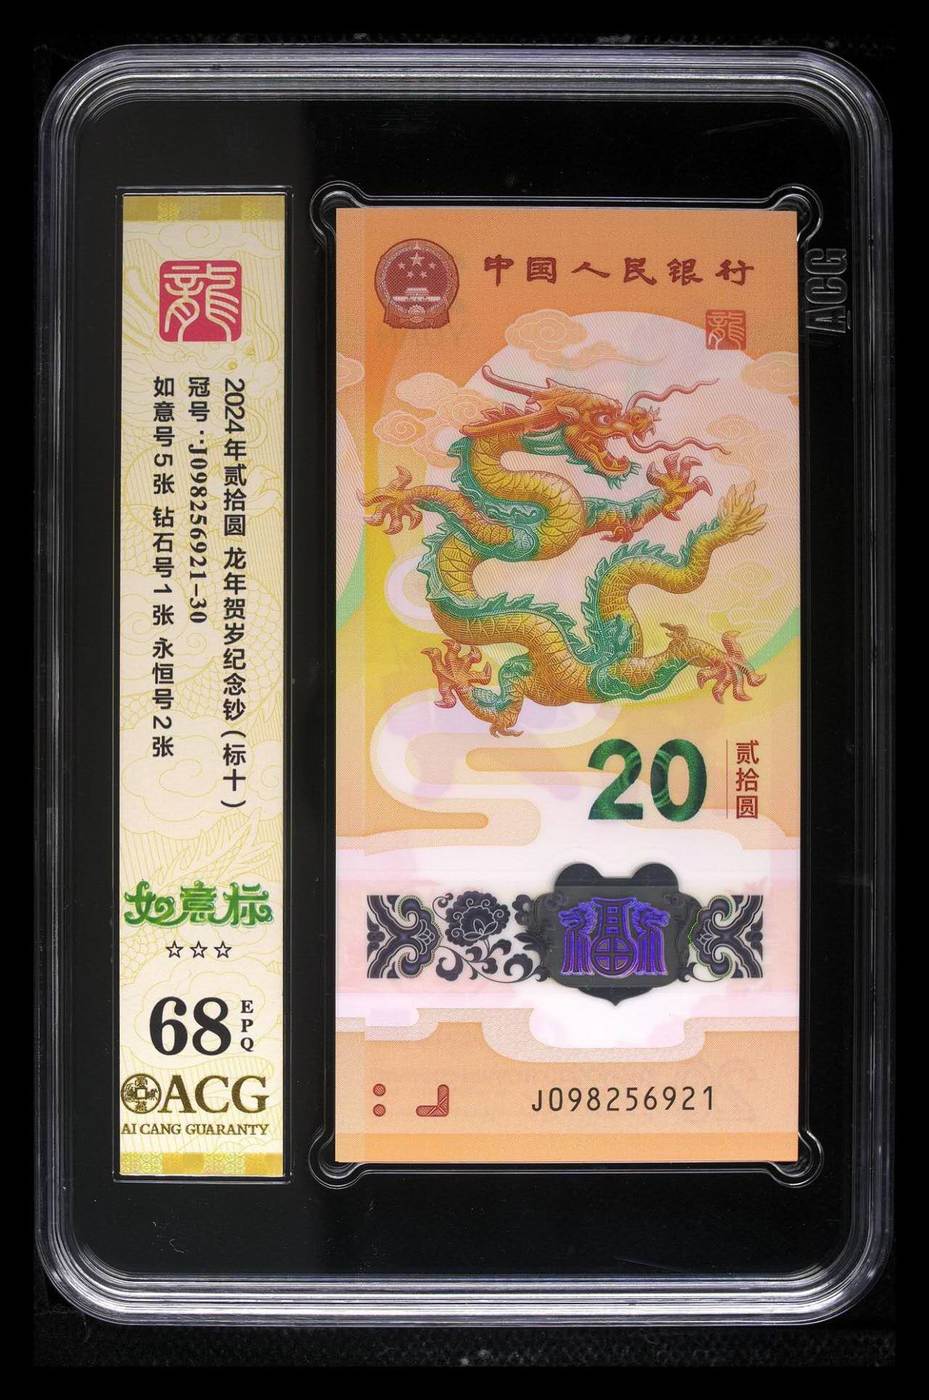 龍
2024年贰拾圆 龙年贺岁纪念钞(标十)
冠号:J098256921-30
如意号5张 钻石号1张 永恒号2张
如意标
☆☆☆
68
EPQ
ACG
AI CANG GUARANTY
中国人民银行
龍
20
贰拾圆
福
J098256921
ACG